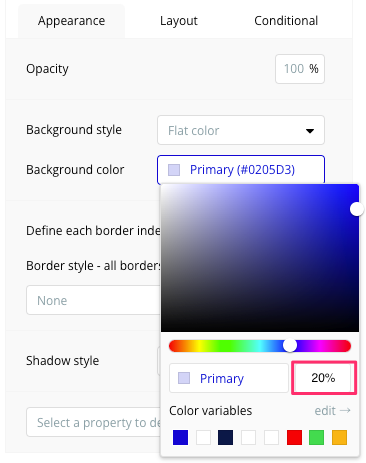 Appearance Layout Conditional
Opacity 100 %
Background style Flat color
Background color Primary (#0205D3)
Define each border inde
Border style - all borders
None
Shadow style
Primary 20%
Color variables edit →
Select a property to de